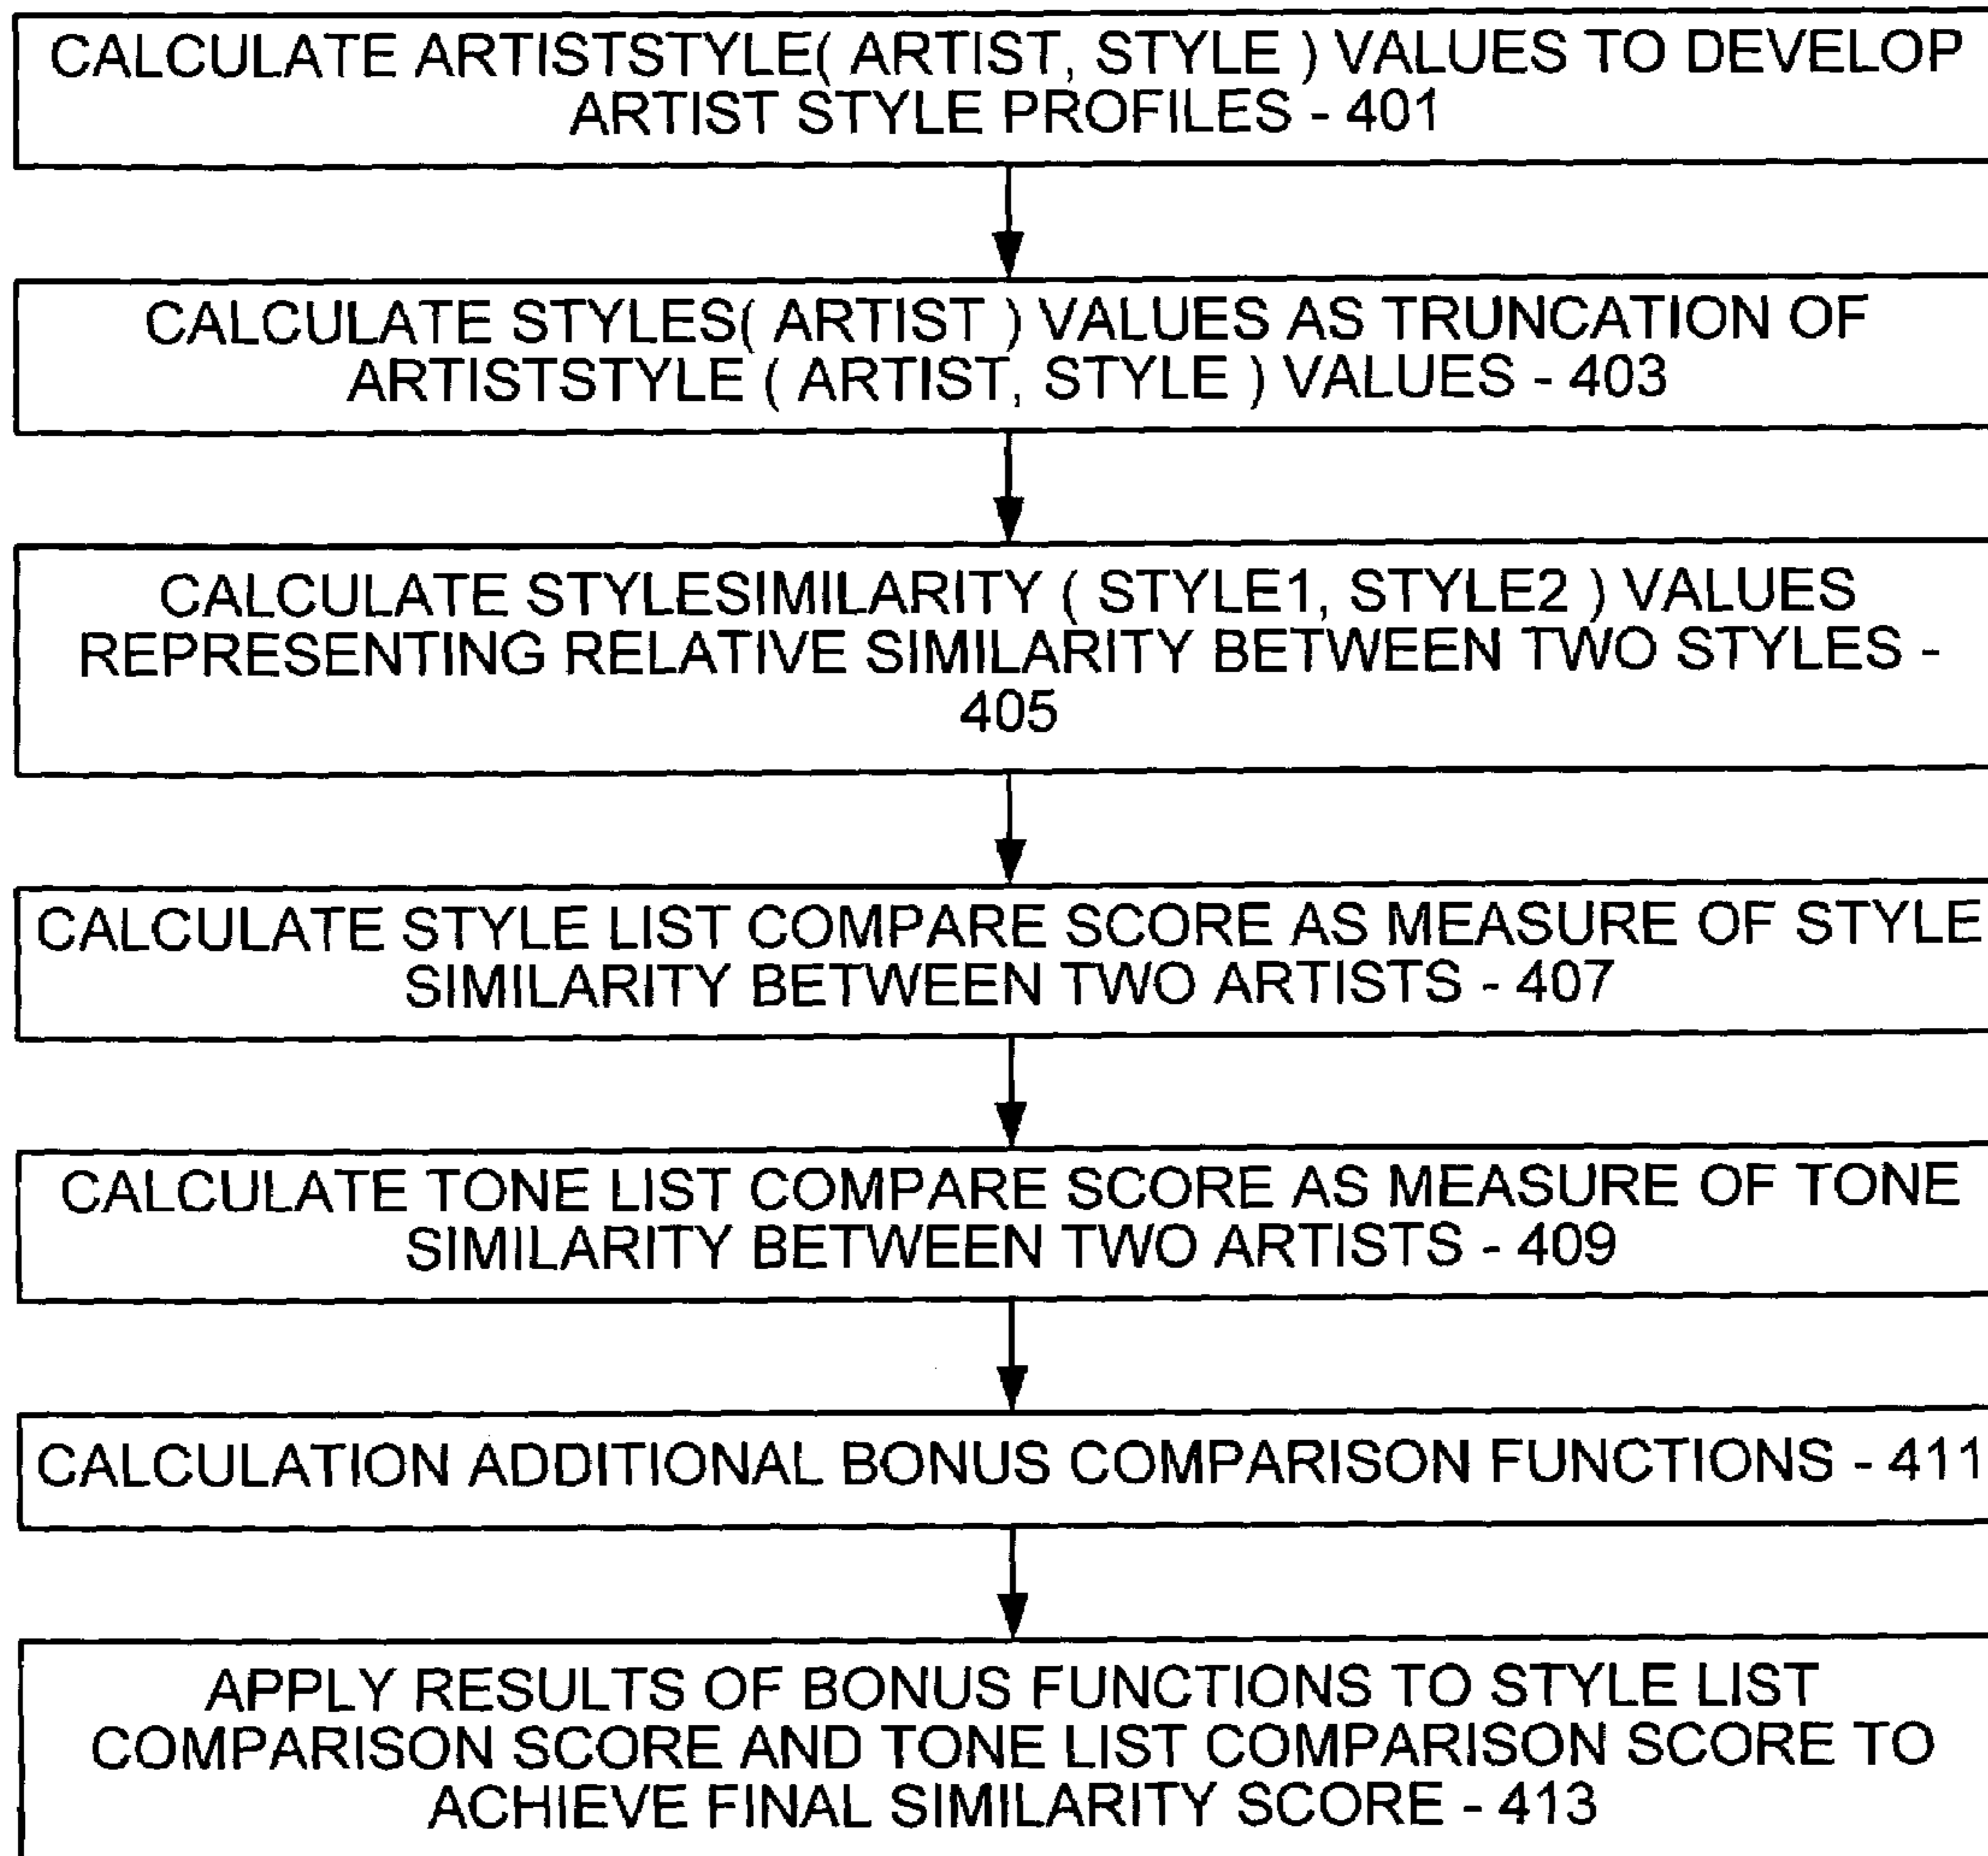 CALCULATE ARTISTSTYLE( ARTIST, STYLE ) VALUES TO DEVELOP
ARTIST STYLE PROFILES - 401
CALCULATE STYLES( ARTIST ) VALUES AS TRUNCATION OF
ARTISTSTYLE ( ARTIST, STYLE ) VALUES - 403
CALCULATE STYLESIMILARITY ( STYLE1, STYLE2 ) VALUES
REPRESENTING RELATIVE SIMILARITY BETWEEN TWO STYLES -
405
CALCULATE STYLE LIST COMPARE SCORE AS MEASURE OF STYLE
SIMILARITY BETWEEN TWO ARTISTS - 407
CALCULATE TONE LIST COMPARE SCORE AS MEASURE OF TONE
SIMILARITY BETWEEN TWO ARTISTS - 409
CALCULATION ADDITIONAL BONUS COMPARISON FUNCTIONS - 411
APPLY RESULTS OF BONUS FUNCTIONS TO STYLE LIST
COMPARISON SCORE AND TONE LIST COMPARISON SCORE TO
ACHIEVE FINAL SIMILARITY SCORE - 413